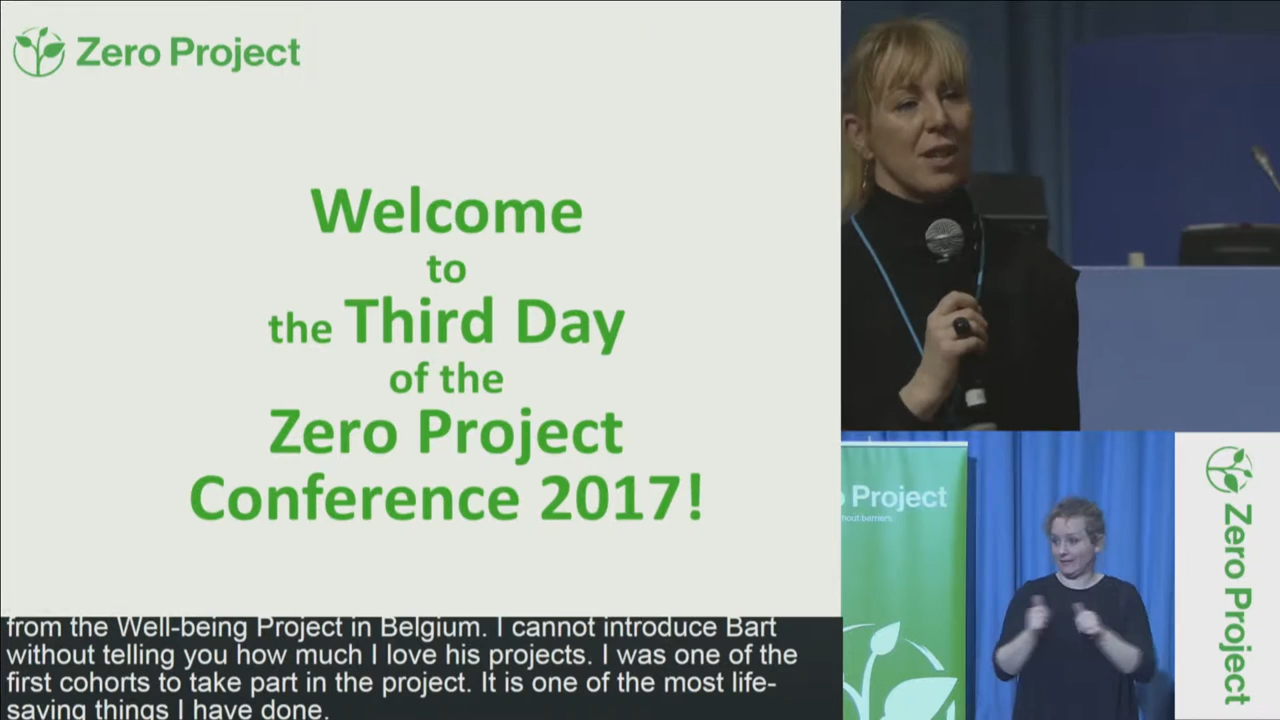 Zero Project
Welcome
to
the Third Day
of the
Zero Project
Conference 2017!
from the Well-being Project in Belgium. I cannot introduce Bart
without telling you how much I love his projects. I was one of the
first cohorts to take part in the project. It is one of the most life-
saving things I have done.
Project
hout barriers.
Zero Project